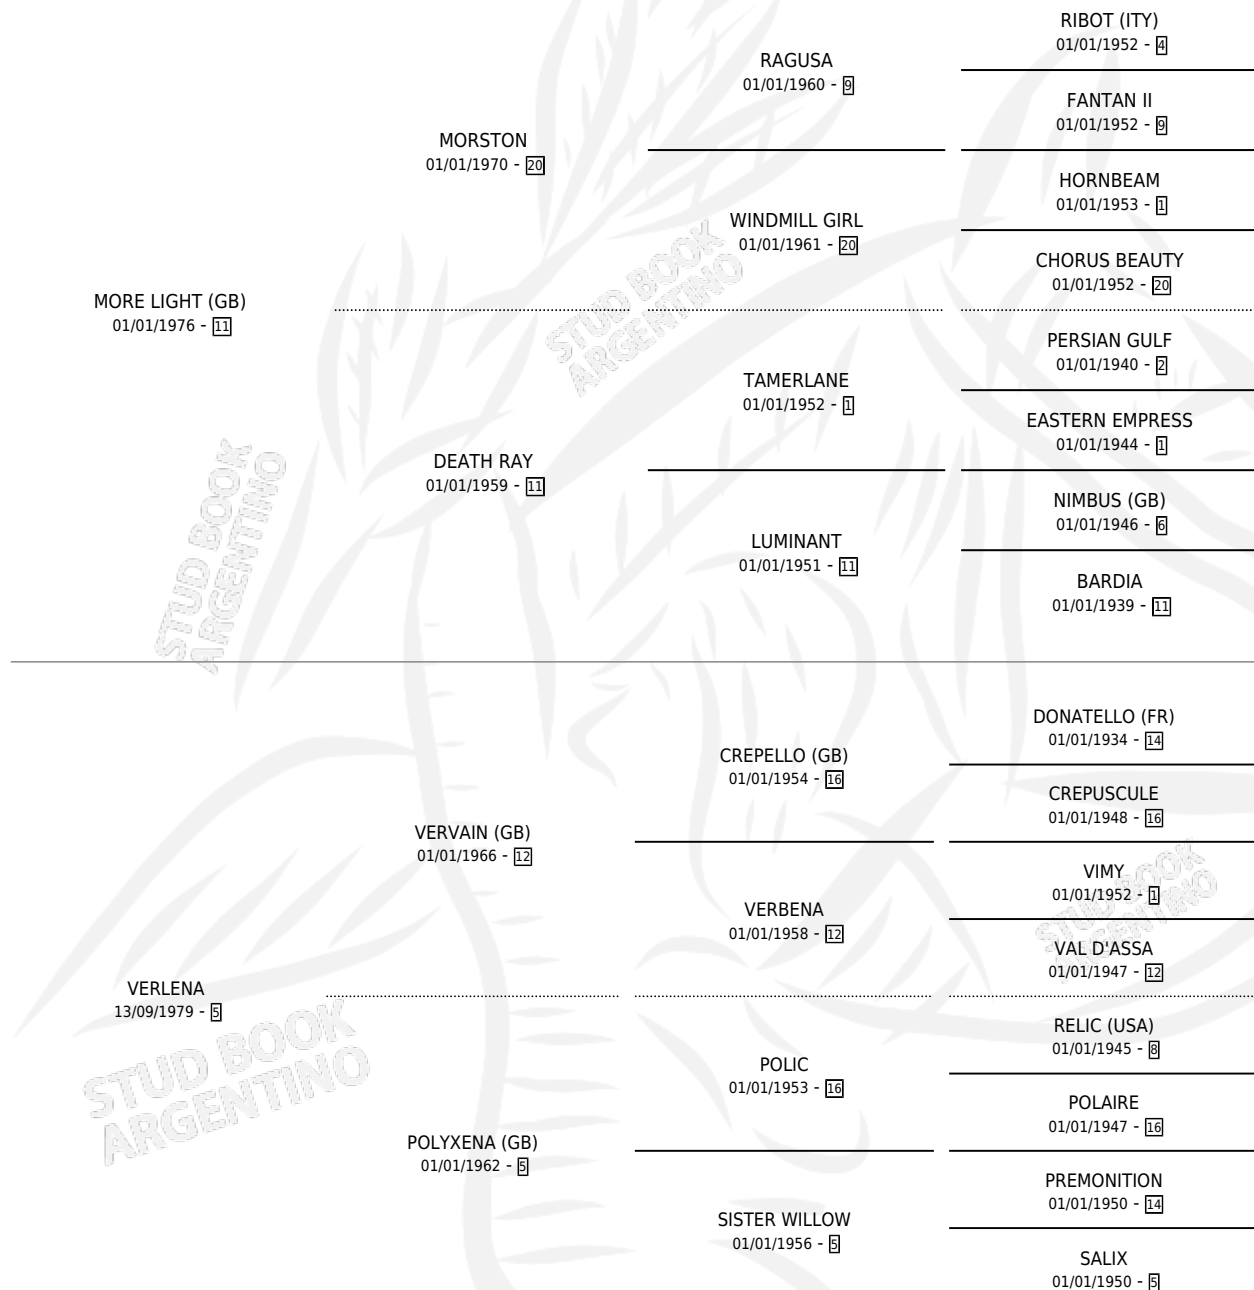 RIBOT (ITY)
01/01/1952 - 4
RAGUSA
01/01/1960 - 9
FANTAN II
01/01/1952 - 9
MORSTON
01/01/1970 - 20
HORNBEAM
01/01/1953 - 1
WINDMILL GIRL
01/01/1961 - 20
CHORUS BEAUTY
01/01/1952 - 20
MORE LIGHT (GB)
01/01/1976 - 11
STUD BOOK
ARGENTINO
PERSIAN GULF
01/01/1940 - 2
TAMERLANE
01/01/1952 - 1
EASTERN EMPRESS
01/01/1944 - 1
DEATH RAY
01/01/1959 - 11
NIMBUS (GB)
01/01/1946 - 6
LUMINANT
01/01/1951 - 11
BARDIA
01/01/1939 - 11
STUD BOOK
ARGENTINO
DONATELLO (FR)
01/01/1934 - 14
CREPELLO (GB)
01/01/1954 - 16
CREPUSCULE
01/01/1948 - 16
VERVAIN (GB)
01/01/1966 - 12
VIMY
01/01/1952 - 1
STUD BOOK
ARGENTINO
VERBENA
01/01/1958 - 12
VAL D'ASSA
01/01/1947 - 12
VERLENA
13/09/1979 - 5
STUD BOOK
ARGENTINO
RELIC (USA)
01/01/1945 - 8
POLIC
01/01/1953 - 16
POLAIRE
01/01/1947 - 16
POLYXENA (GB)
01/01/1962 - 5
PREMONITION
01/01/1950 - 14
SISTER WILLOW
01/01/1956 - 5
SALIX
01/01/1950 - 5